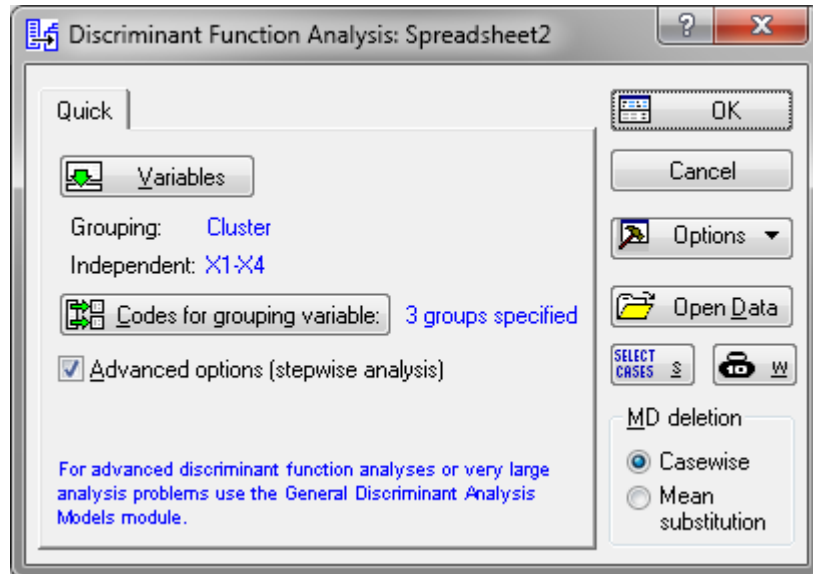 Discriminant Function Analysis: Spreadsheet2
?
X
Quick
Variables
Grouping: Cluster
Independent: X1-X4
Codes for grouping variable: 3 groups specified
Advanced options (stepwise analysis)
For advanced discriminant function analyses or very large
analysis problems use the General Discriminant Analysis
Models module.
OK
Cancel
Options
Open Data
SELECT
CASES S
W
MD deletion
Casewise
Mean
substitution